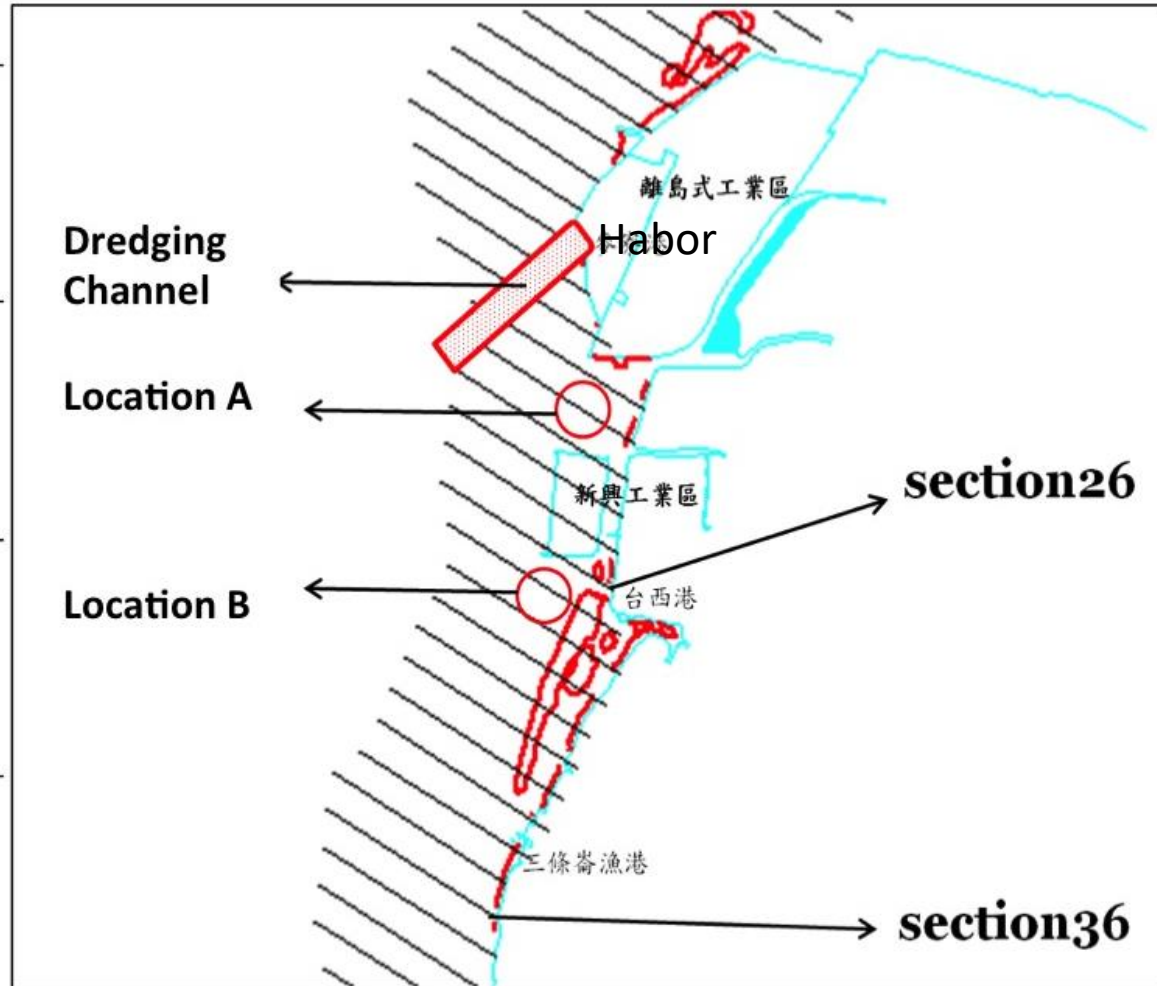 離島式工業區
Habor
Dredging
Channel
Location A
section26
新興工業區
Location B
台西港
三條崙漁港
section36